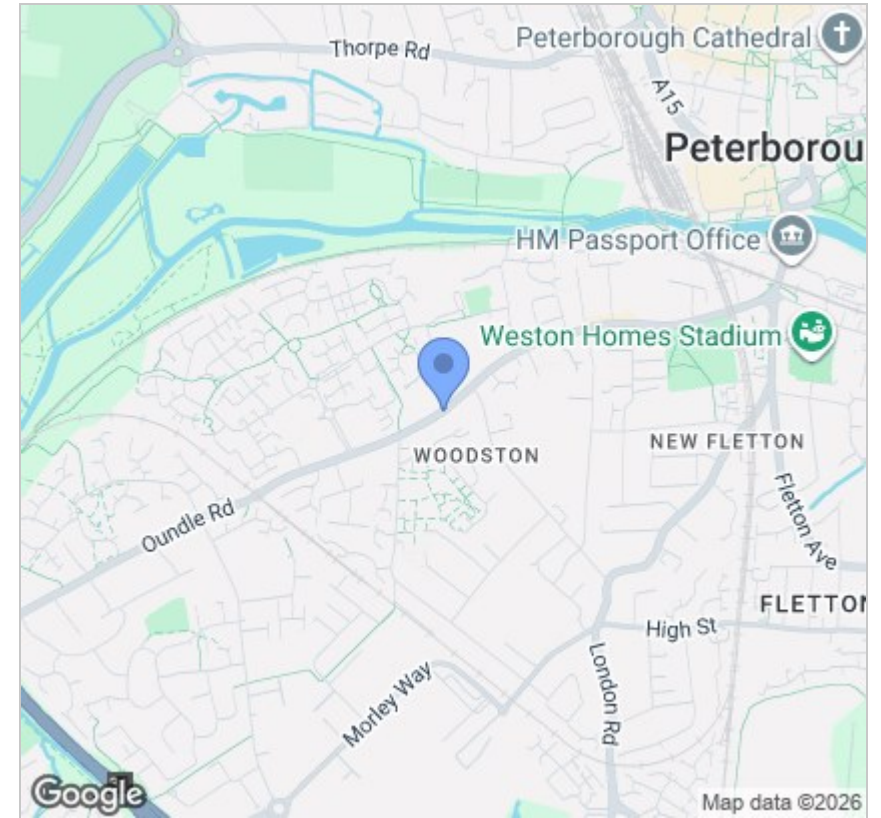 Thorpe Rd
Peterborough Cathedral
A15
Peterborou
HM Passport Office
Weston Homes Stadium
WOODSTON
NEW FLETTON
Oundle Rd
Fletton Ave
FLETTON
High St
London Rd
Morley Way
Google
Map data ©2026